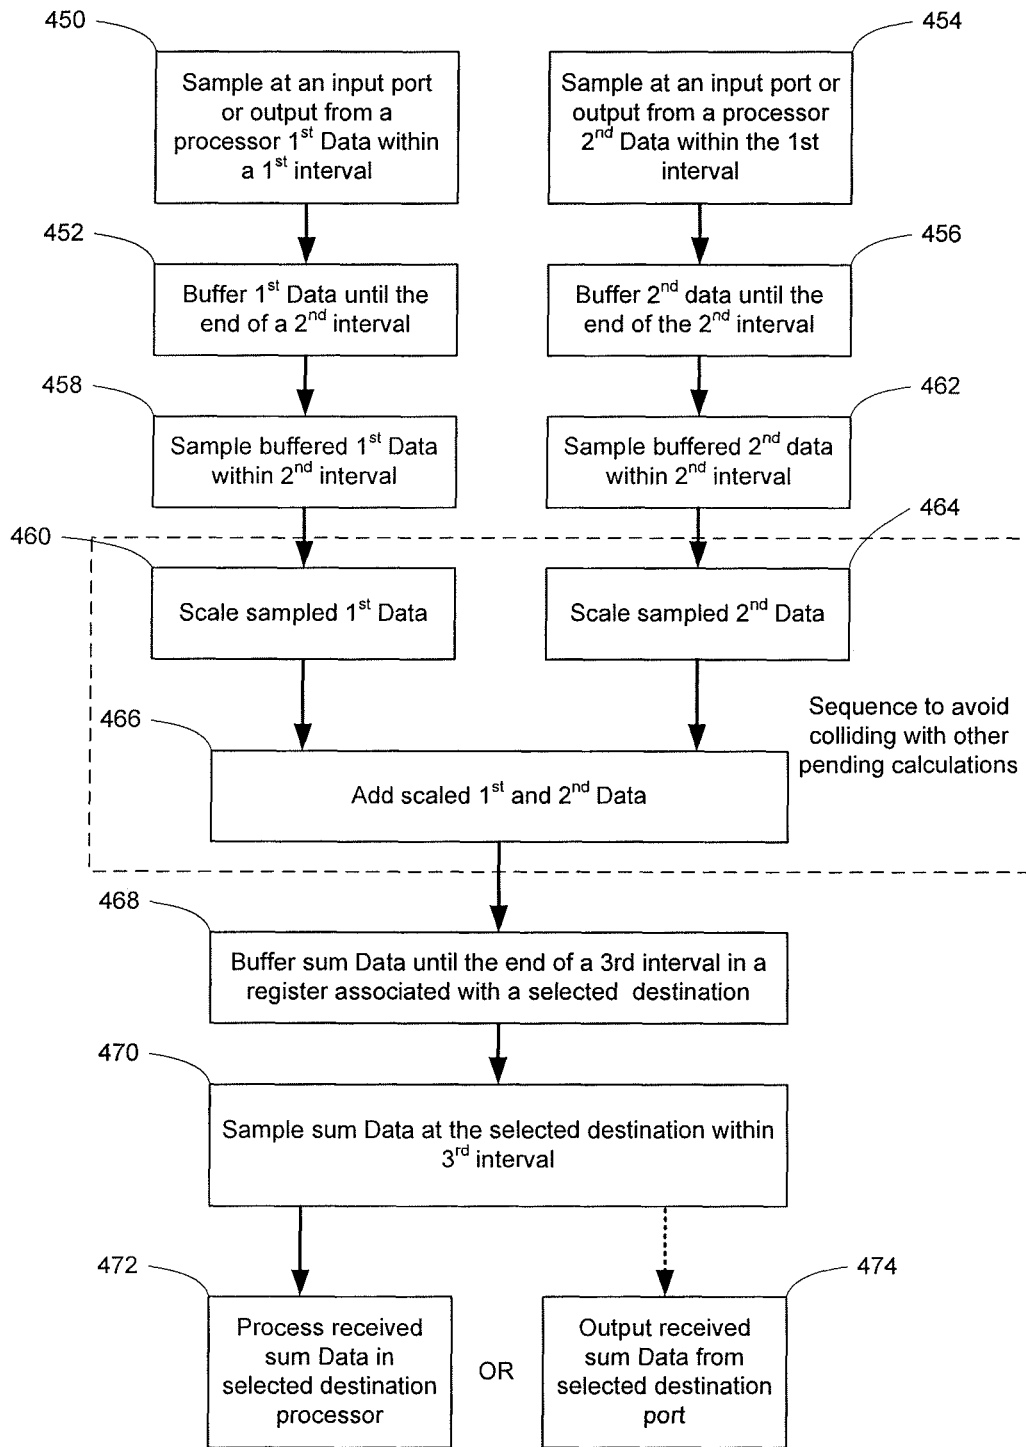 450
454
Sample at an input port
or output from a
processor 1st Data within
a 1st interval
Sample at an input port or
output from a processor
2nd Data within the 1st
interval
452
456
Buffer 1st Data until the
end of a 2nd interval
Buffer 2nd data until the
end of the 2nd interval
458
462
Sample buffered 1st Data
within 2nd interval
Sample buffered 2nd data
within 2nd interval
460
464
Scale sampled 1st Data
Scale sampled 2nd Data
466
Sequence to avoid
colliding with other
pending calculations
Add scaled 1st and 2nd Data
468
Buffer sum Data until the end of a 3rd interval in a
register associated with a selected destination
470
Sample sum Data at the selected destination within
3rd interval
472
474
Process received
sum Data in
selected destination
processor
OR
Output received
sum Data from
selected destination
port